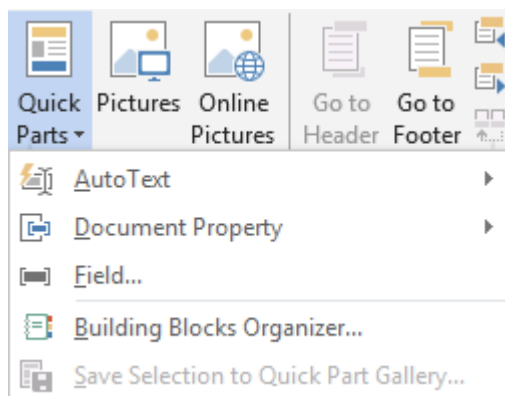 Quick Pictures Online Go to Go to
Parts Pictures Header Footer
AutoText
Document Property
Field...
Building Blocks Organizer...
Save Selection to Quick Part Gallery...